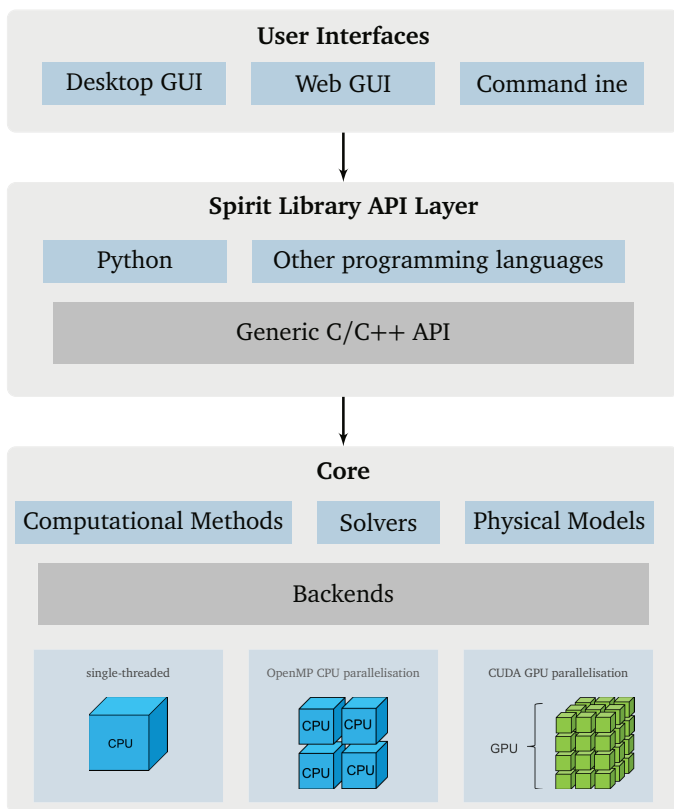 User Interfaces
Desktop GUI
Web GUI
Command ine
Spirit Library API Layer
Python
Other programming languages
Generic C/C++ API
Core
Computational Methods
Solvers
Physical Models
Backends
single-threaded
OpenMP CPU parallelisation
CUDA GPU parallelisation
CPU
CPU
CPU
CPU
CPU
GPU